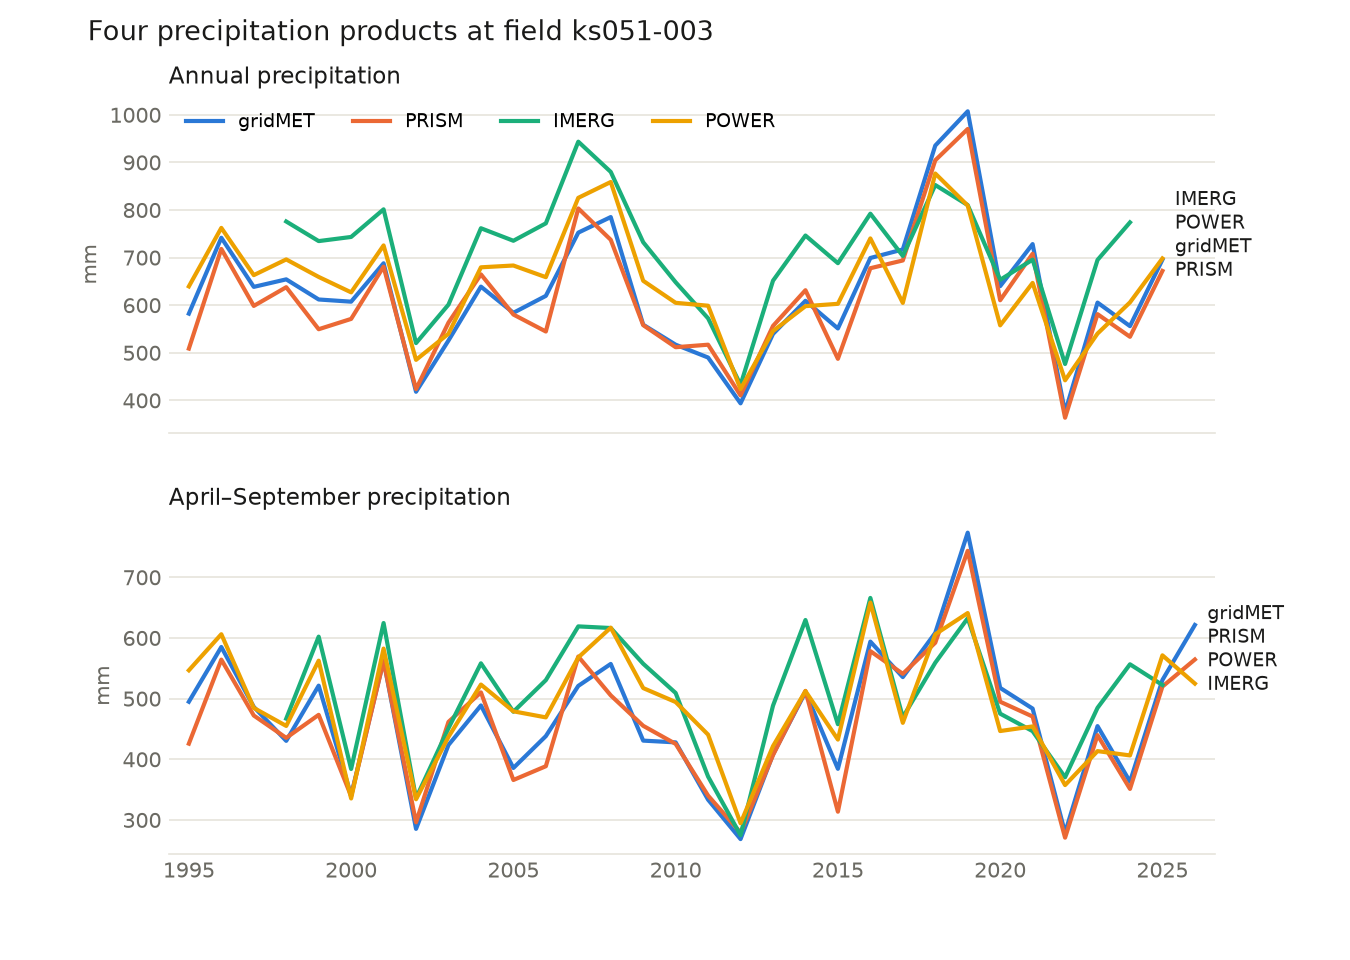 Four precipitation products at field ks051-003
Annual precipitation
gridMET PRISM IMERG POWER
1000
900
800
700
600
500
400
mm
IMERG
POWER
gridMET
PRISM
April–September precipitation
700
600
500
400
300
mm
gridMET
PRISM
POWER
IMERG
1995 2000 2005 2010 2015 2020 2025